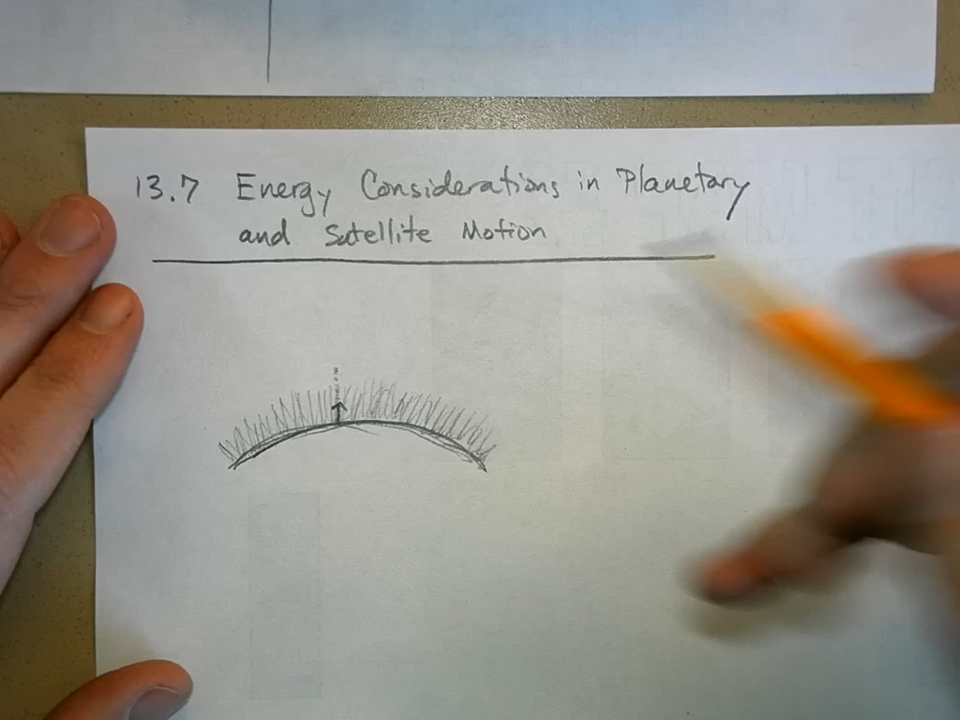 13.7 Energy Considerations in Planetary
and Satellite Motion